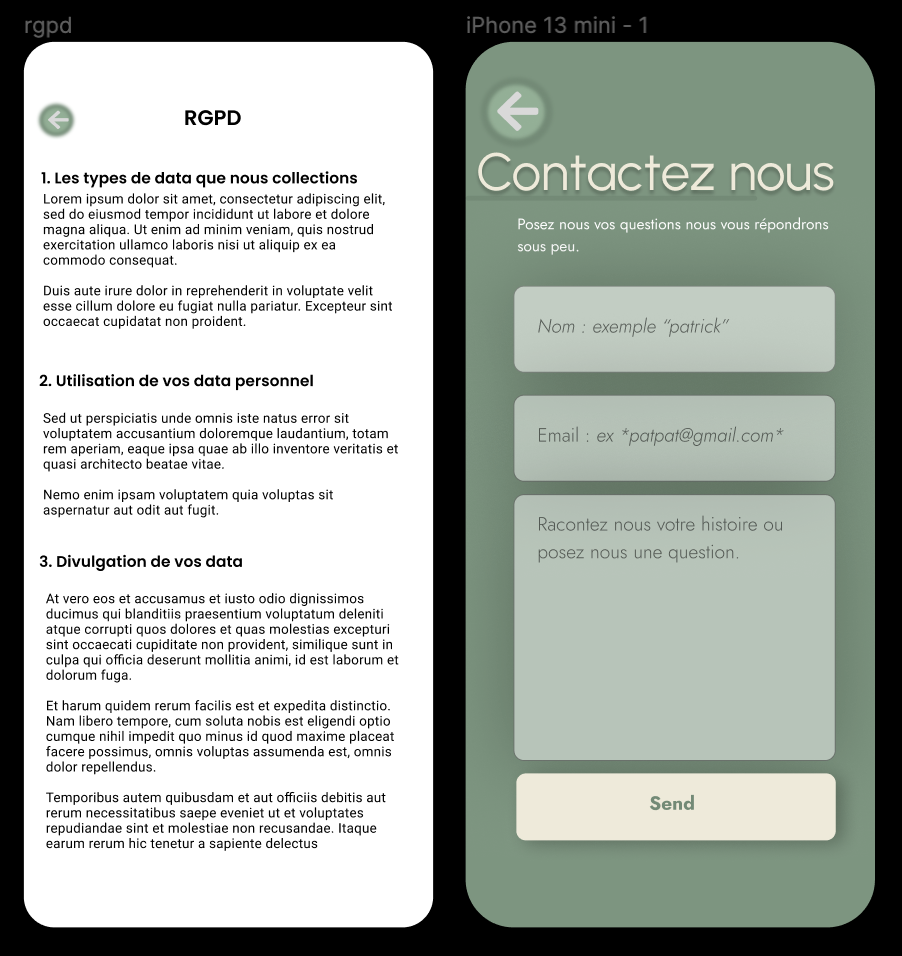 rgpd
RGPD
1. Les types de data que nous collections
Lorem ipsum dolor sit amet, consectetur adipiscing elit,
sed do eiusmod tempor incididunt ut labore et dolore
magna aliqua. Ut enim ad minim veniam, quis nostrud
exercitation ullamco laboris nisi ut aliquip ex ea
commodo consequat.
Duis aute irure dolor in reprehenderit in voluptate velit
esse cillum dolore eu fugiat nulla pariatur. Excepteur sint
occaecat cupidatat non proident.
2. Utilisation de vos data personnel
Sed ut perspiciatis unde omnis iste natus error sit
voluptatem accusantium doloremque laudantium, totam
rem aperiam, eaque ipsa quae ab illo inventore veritatis et
quasi architecto beatae vitae.
Nemo enim ipsam voluptatem quia voluptas sit
aspernatur aut odit aut fugit.
3. Divulgation de vos data
At vero eos et accusamus et iusto odio dignissimos
ducimus qui blanditiis praesentium voluptatum deleniti
atque corrupti quos dolores et quas molestias excepturi
sint occaecati cupiditate non provident, similique sunt in
culpa qui officia deserunt mollitia animi, id est laborum et
dolorum fuga.
Et harum quidem rerum facilis est et expedita distinctio.
Nam libero tempore, cum soluta nobis est eligendi optio
cumque nihil impedit quo minus id quod maxime placeat
facere possimus, omnis voluptas assumenda est, omnis
dolor repellendus.
Temporibus autem quibusdam et aut officiis debitis aut
rerum necessitatibus saepe eveniet ut et voluptates
repudiandae sint et molestiae non recusandae. Itaque
earum rerum hic tenetur a sapiente delectus
iPhone 13 mini - 1
Contactez nous
Posez nous vos questions nous vous répondrons
sous peu.
Nom : exemple “patrick”
Email : ex *patpat@gmail.com*
Racontez nous votre histoire ou
posez nous une question.
Send